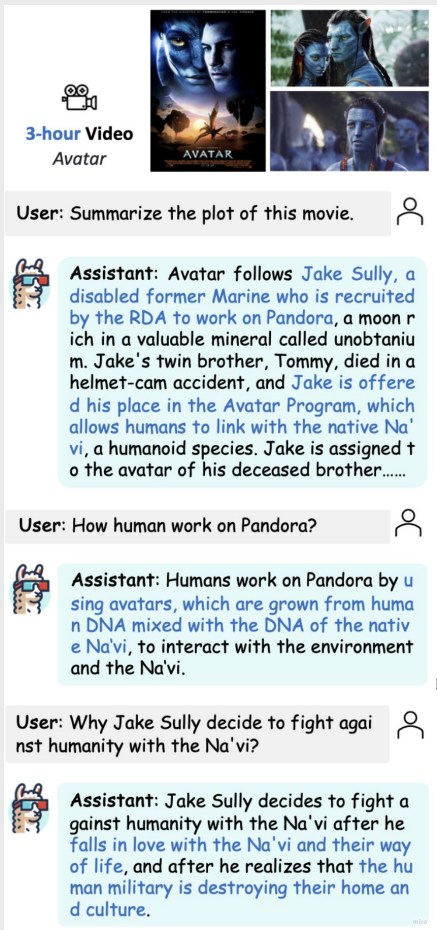 AVATAR
3-hour Video
Avatar
User: Summarize the plot of this movie.
Assistant: Avatar follows Jake Sully, a
disabled former Marine who is recruited
by the RDA to work on Pandora, a moon r
ich in a valuable mineral called unobtaniu
m. Jake's twin brother, Tommy, died in a
helmet-cam accident, and Jake is offere
d his place in the Avatar Program, which
allows humans to link with the native Na'
vi, a humanoid species. Jake is assigned t
o the avatar of his deceased brother……
User: How human work on Pandora?
Assistant: Humans work on Pandora by u
sing avatars, which are grown from huma
n DNA mixed with the DNA of the nativ
e Na'vi, to interact with the environment
and the Na'vi.
User: Why Jake Sully decide to fight agai
nst humanity with the Na'vi?
Assistant: Jake Sully decides to fight a
gainst humanity with the Na'vi after he
falls in love with the Na'vi and their way
of life, and after he realizes that the hu
man military is destroying their home an
d culture.
miro